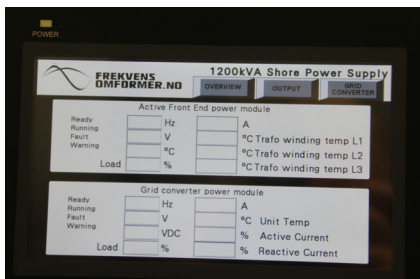 POWER
FREKVENS
OMFORMER.NO
1200kVA Shore Power Supply
OVERVIEW
OUTPUT
GRID
CONVERTER
Active Front End power module
Ready
Running
Fault
Warning
Load
Hz
V
°C
%
A
°C Trafo winding temp L1
°C Trafo winding temp L2
°C Trafo winding temp L3
Grid converter power module
Ready
Running
Fault
Warning
Load
Hz
V
VDC
%
A
°C Unit Temp
% Active Current
% Reactive Current